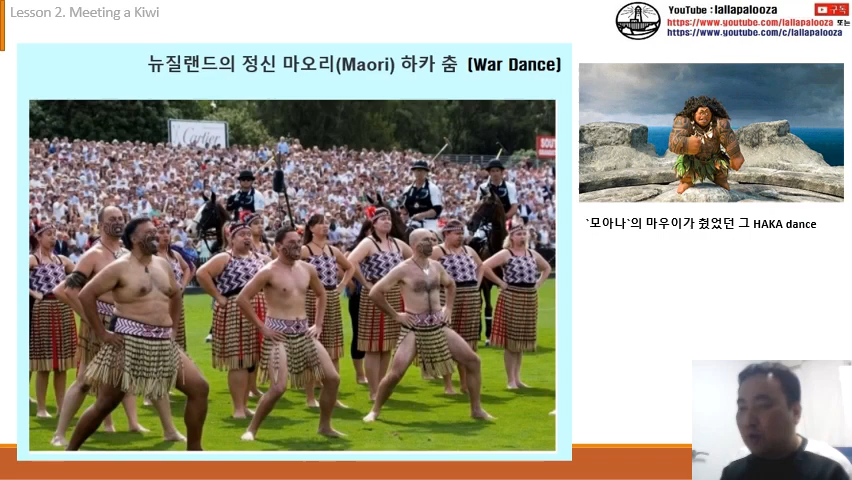 Lesson 2. Meeting a Kiwi
YouTube : lallapalooza 구독
https://www.youtube.com/lallapalooza 또는
https://www.youtube.com/c/lallapalooza
뉴질랜드의 정신 마오리(Maori) 하카 춤 (War Dance)
Cartier
SOUT
`모아나`의 마우이가 췄었던 그 HAKA dance